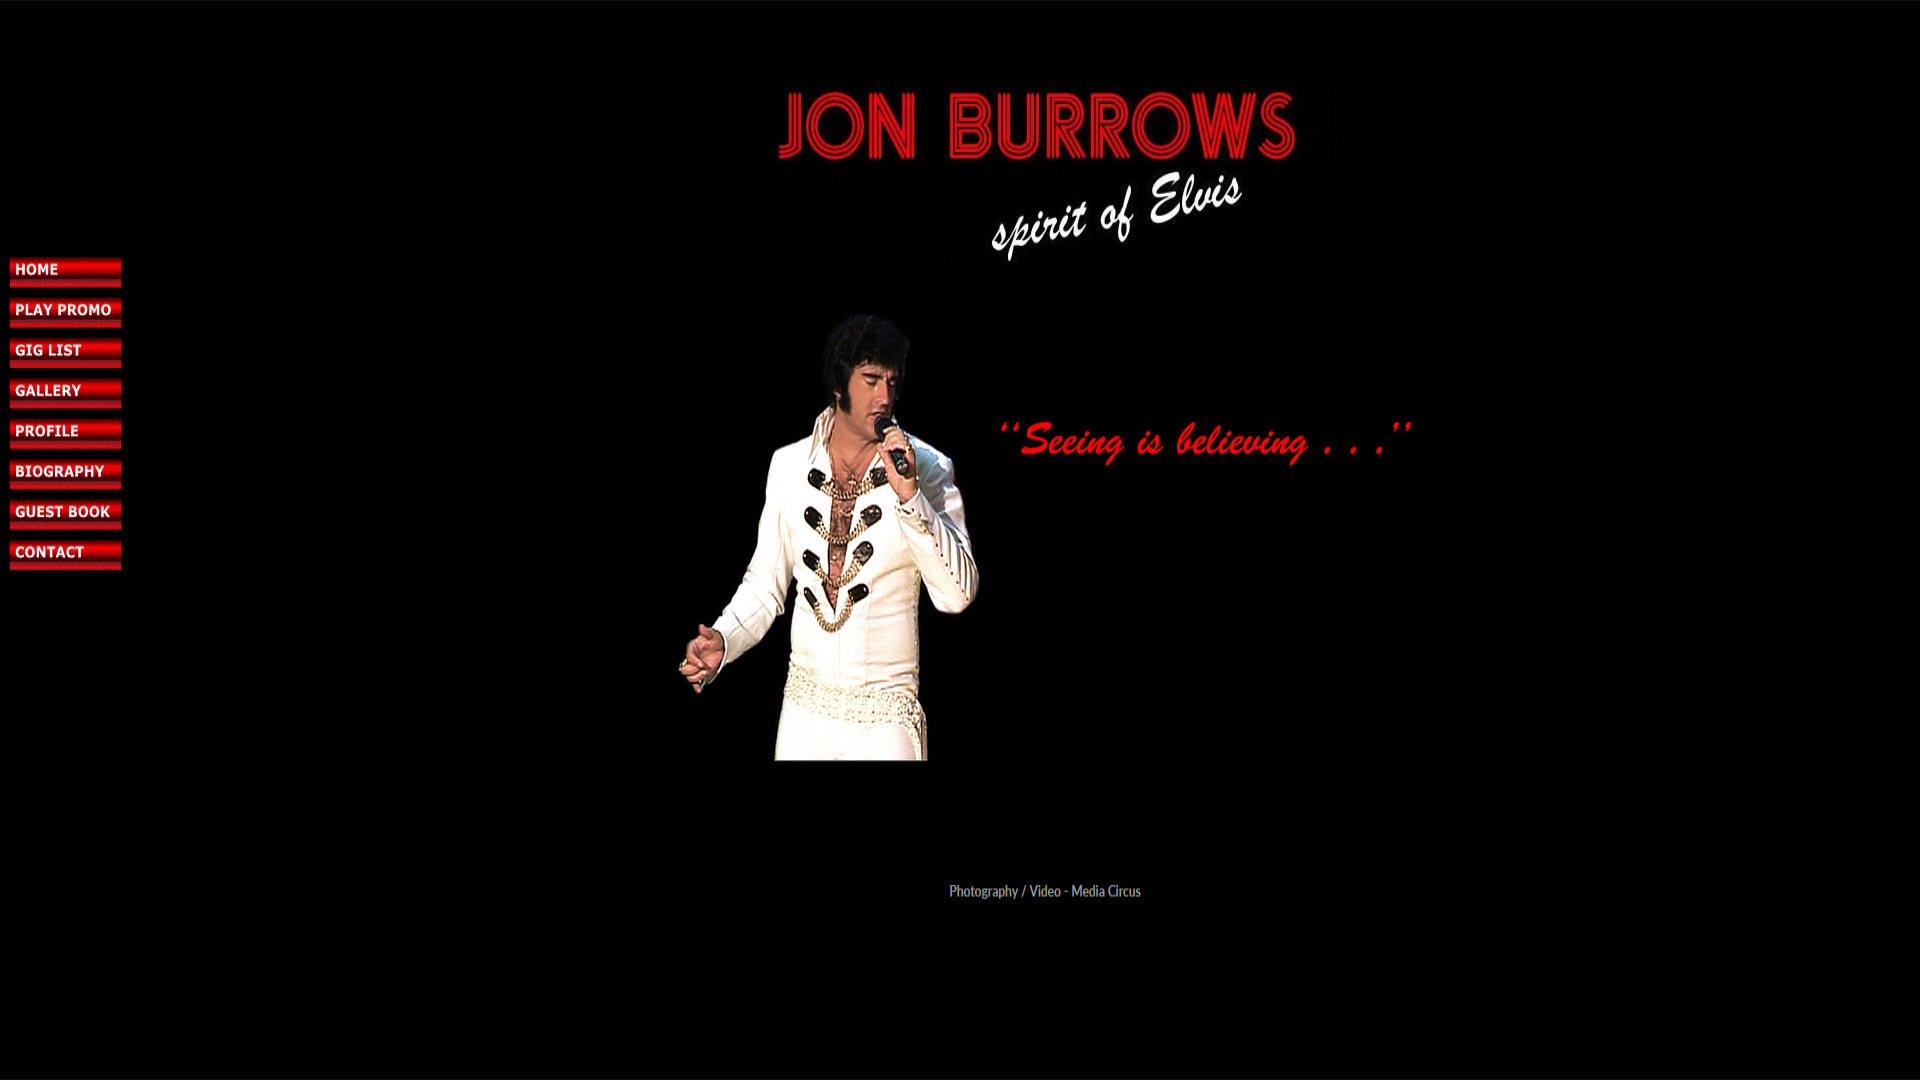 JON BURROWS
spirit of Elvis
HOME
PLAY PROMO
GIG LIST
GALLERY
PROFILE
BIOGRAPHY
GUEST BOOK
CONTACT
“Seeing is believing . . .”
Photography / Video - Media Circus